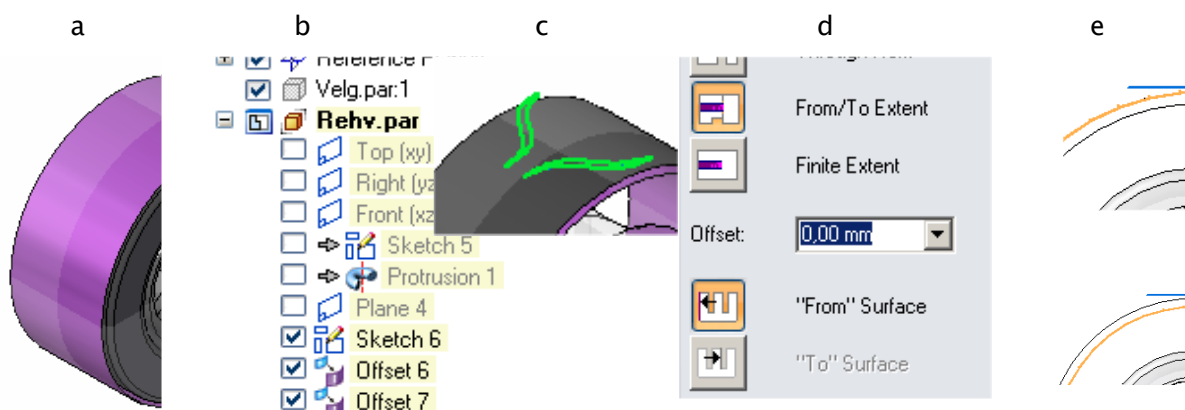 a b c d e
Reference P
Velg.par:1
Rehv.par
Top (xy)
Right (yz
Front (xz
Sketch 5
Protrusion 1
Plane 4
Sketch 6
Offset 6
Offset 7
From/To Extent
Finite Extent
Offset: 0,00 mm
"From" Surface
"To" Surface